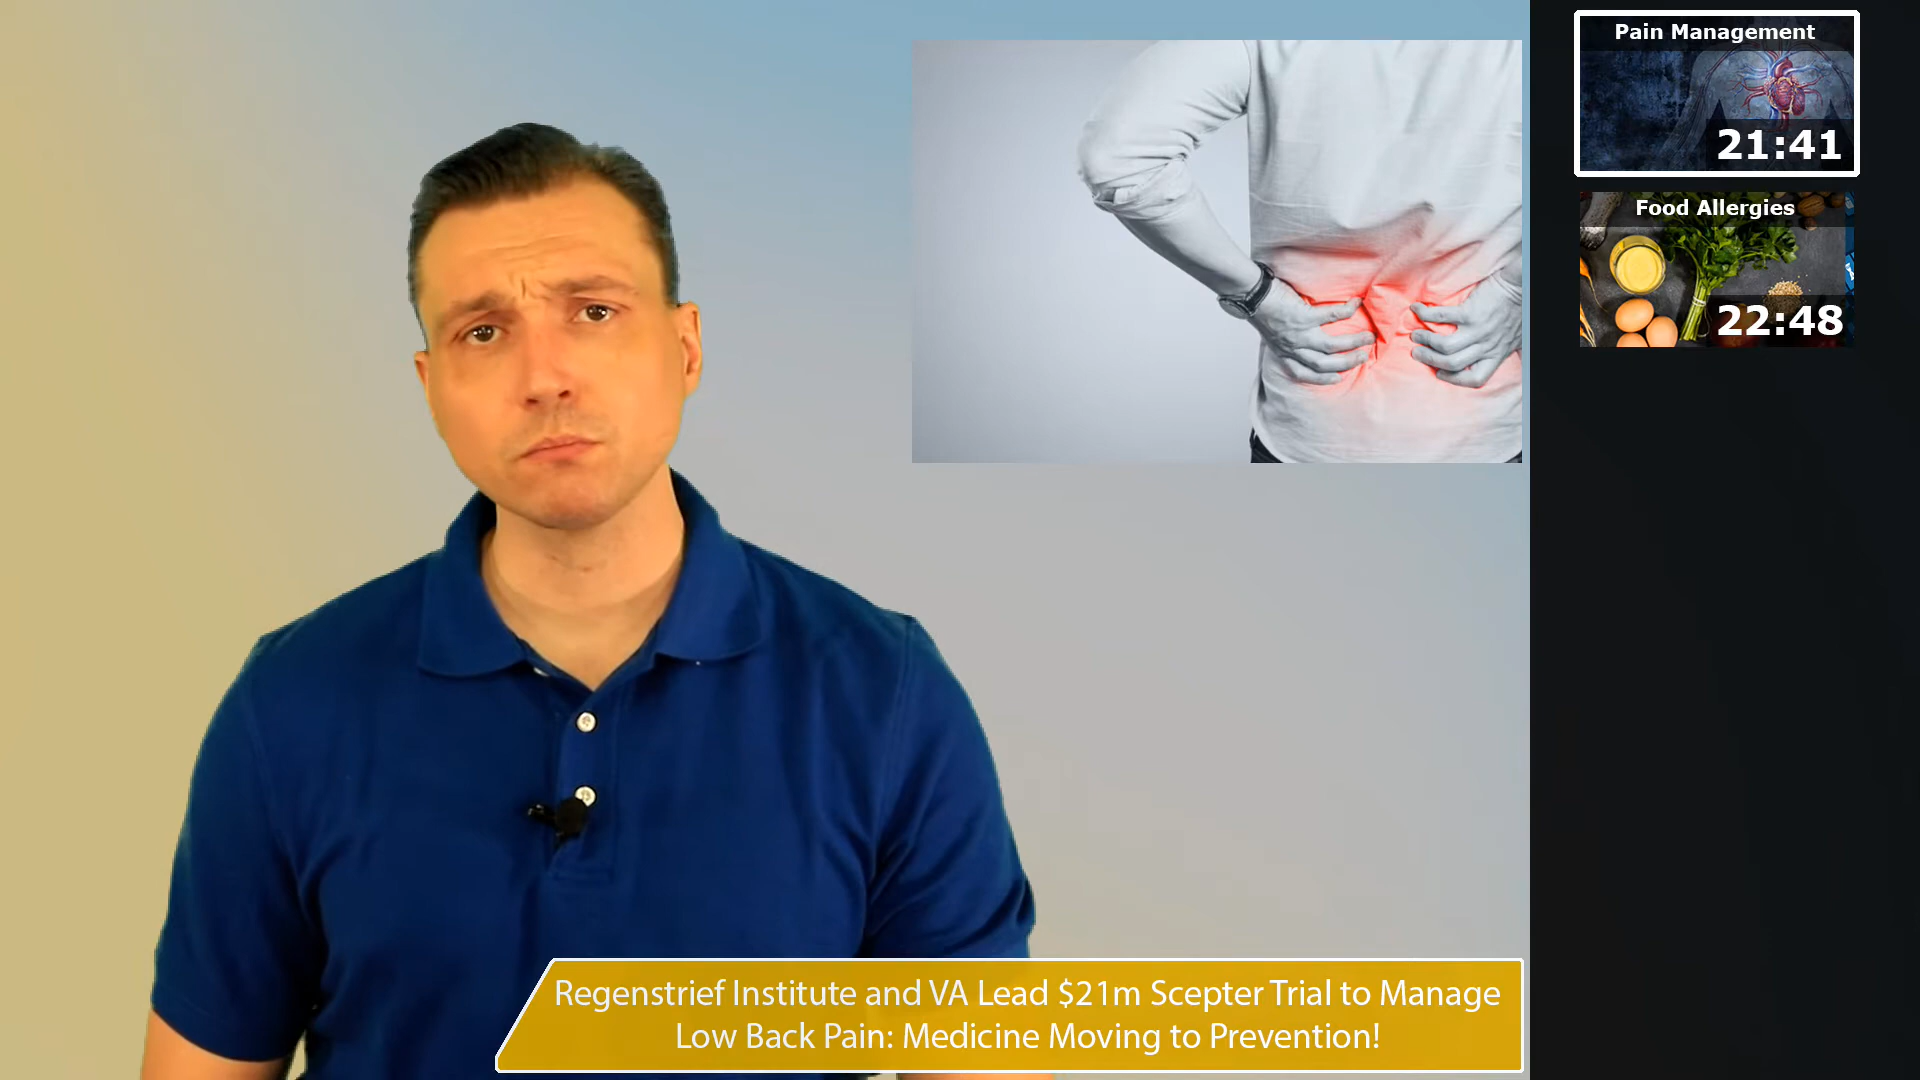 Pain Management
21:41
Food Allergies
22:48
Regenstrief Institute and VA Lead $21m Scepter Trial to Manage
Low Back Pain: Medicine Moving to Prevention!